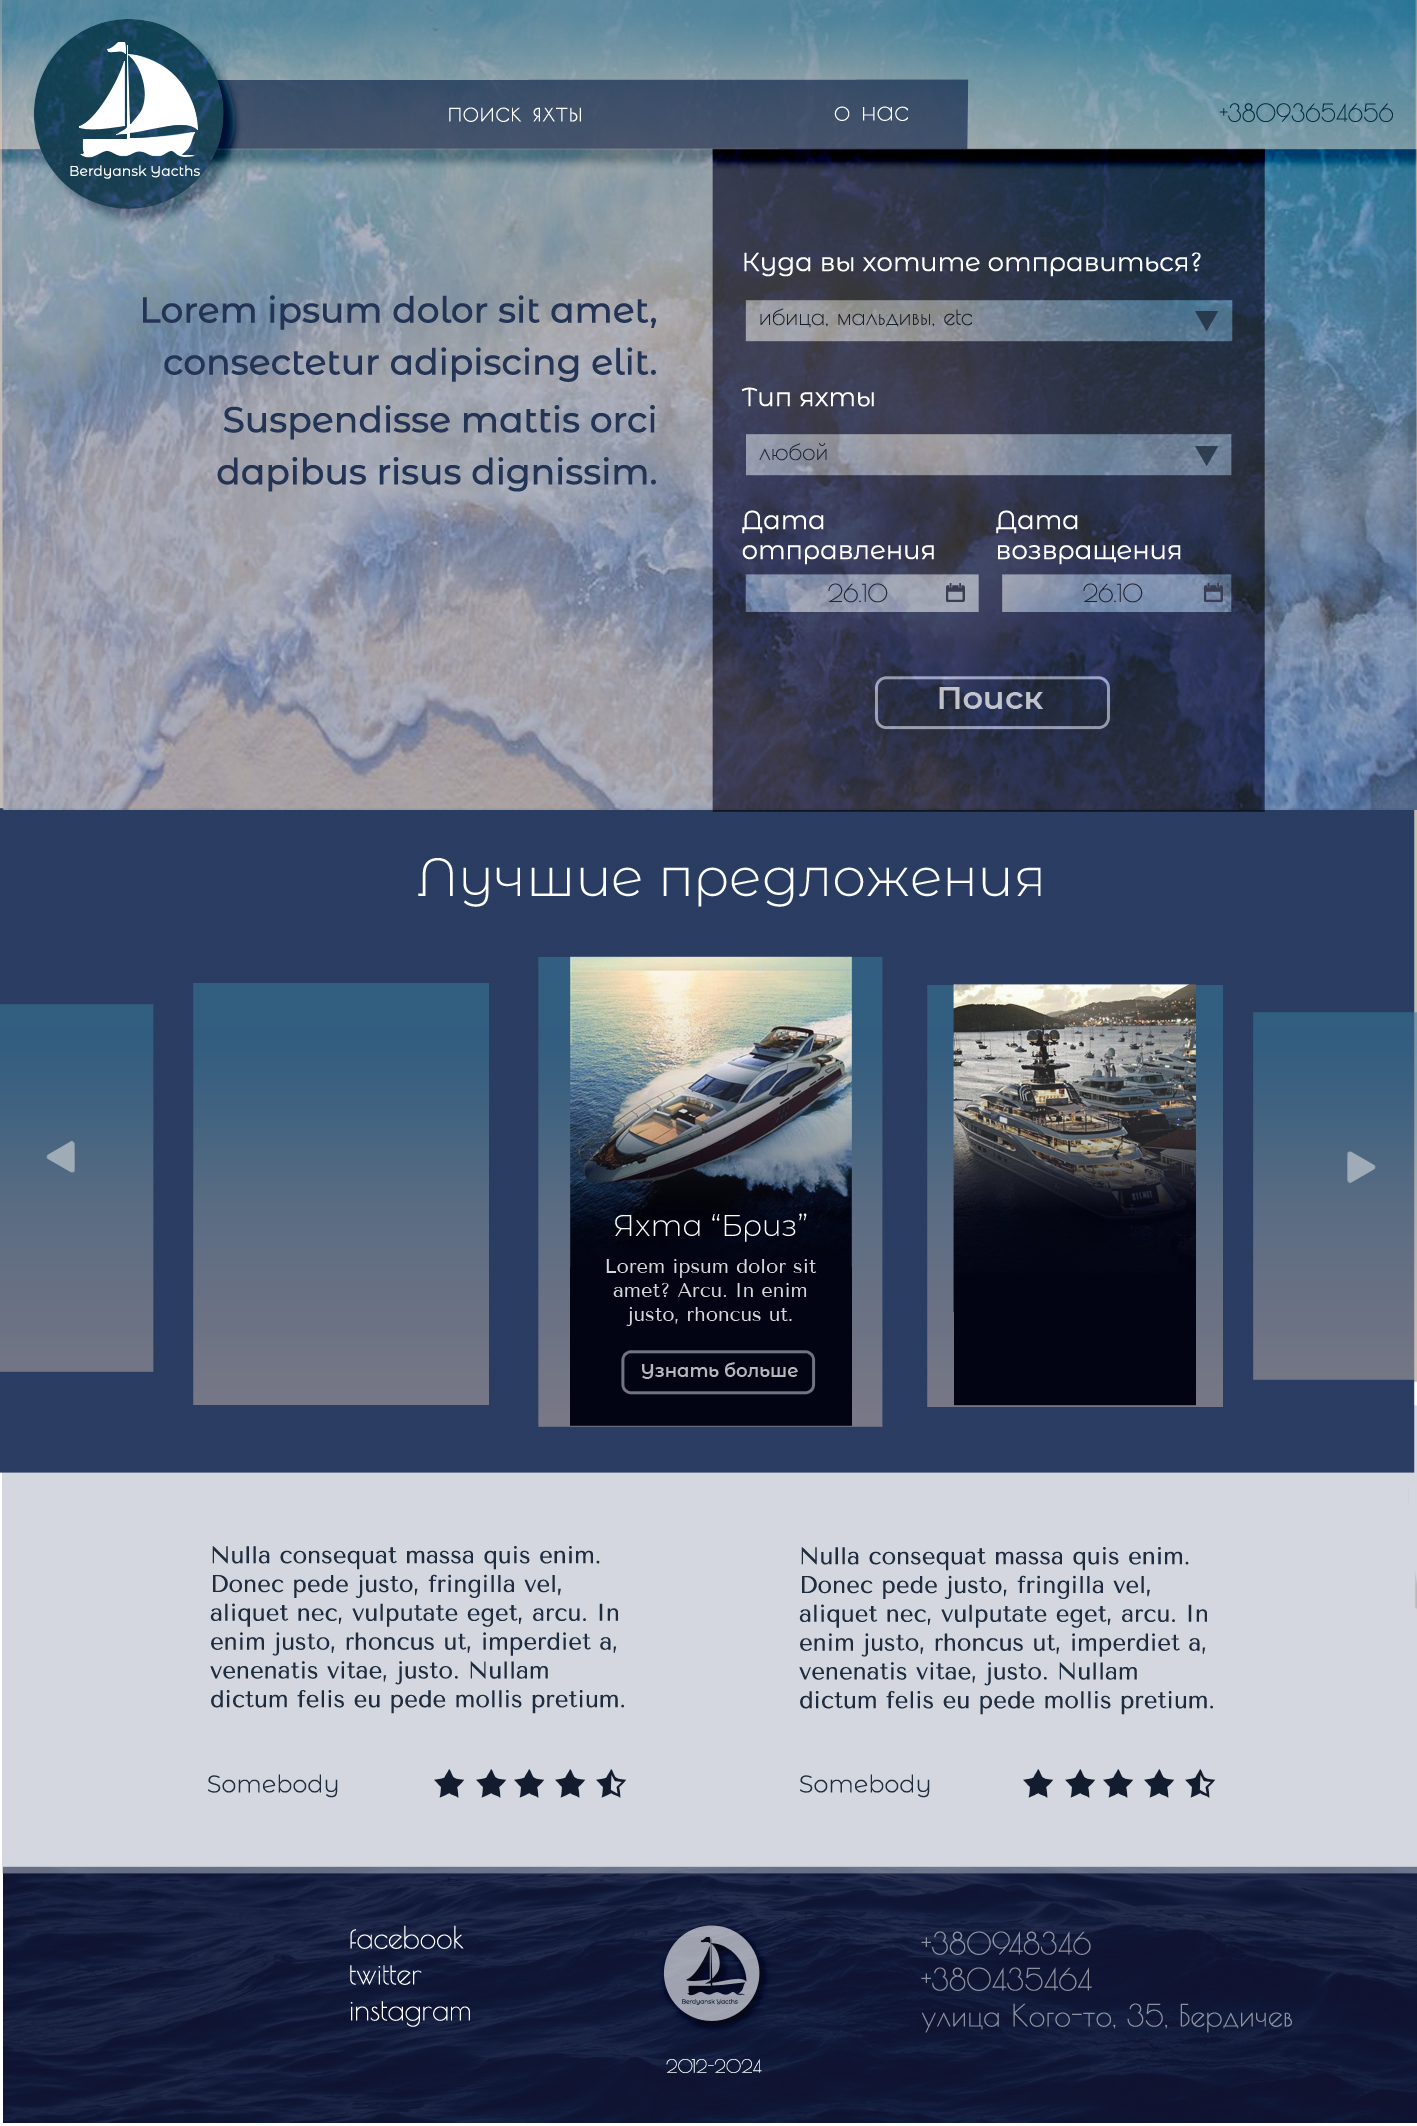 Berdyansk Yacths
ПОИСК ЯХТЫ
О НАС
+38093654656
Lorem ipsum dolor sit amet,
consectetur adipiscing elit.
Suspendisse mattis orci
dapibus risus dignissim.
Куда вы хотите отправиться?
ибица, мальдивы, etc
Тип яхты
любой
Дата
отправления
26.10
Дата
возвращения
26.10
Поиск
Лучшие предложения
Яхта “Бриз”
Lorem ipsum dolor sit
amet? Arcu. In enim
justo, rhoncus ut.
Узнать больше
Nulla consequat massa quis enim.
Donec pede justo, fringilla vel,
aliquet nec, vulputate eget, arcu. In
enim justo, rhoncus ut, imperdiet a,
venenatis vitae, justo. Nullam
dictum felis eu pede mollis pretium.
Somebody
Nulla consequat massa quis enim.
Donec pede justo, fringilla vel,
aliquet nec, vulputate eget, arcu. In
enim justo, rhoncus ut, imperdiet a,
venenatis vitae, justo. Nullam
dictum felis eu pede mollis pretium.
Somebody
facebook
twitter
instagram
Berdyansk Yacths
2012-2024
+380948346
+380435464
улица Кого-то, 35, Бердичев